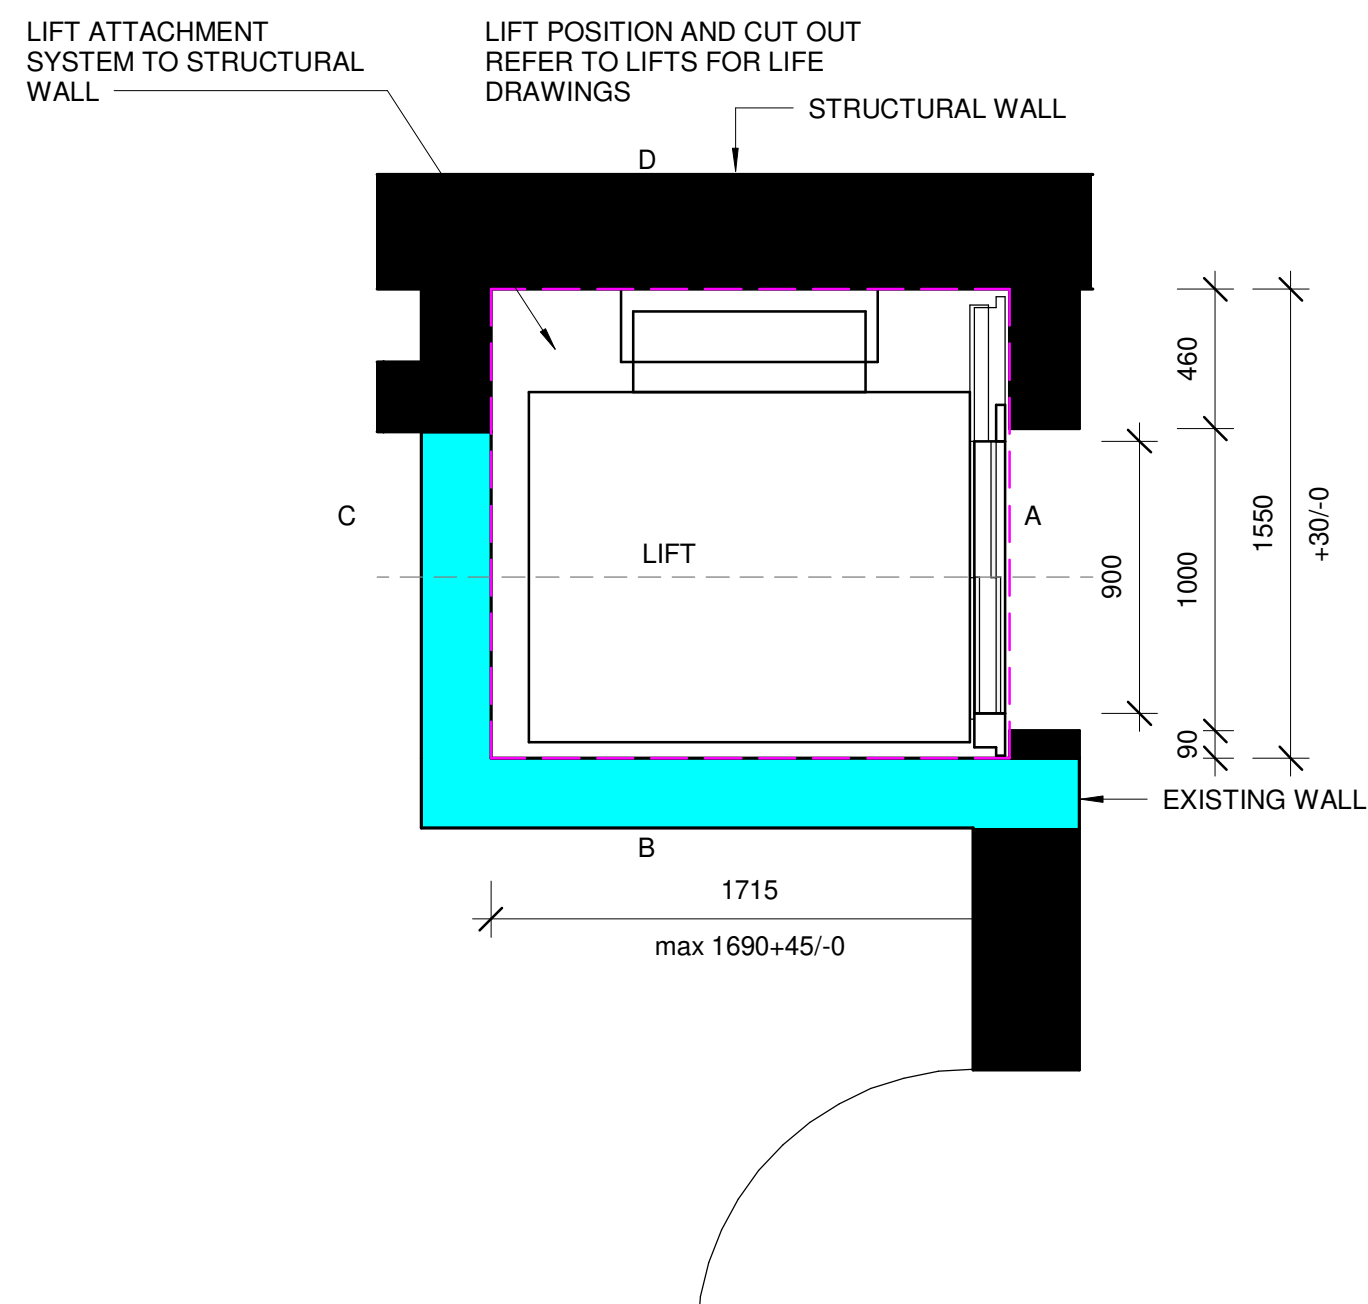 LIFT ATTACHMENT
SYSTEM TO STRUCTURAL
WALL
LIFT POSITION AND CUT OUT
REFER TO LIFTS FOR LIFE
DRAWINGS
STRUCTURAL WALL
D
460
C
LIFT
A
900
1000
1550
+30/-0
90
EXISTING WALL
B
1715
max 1690+45/-0